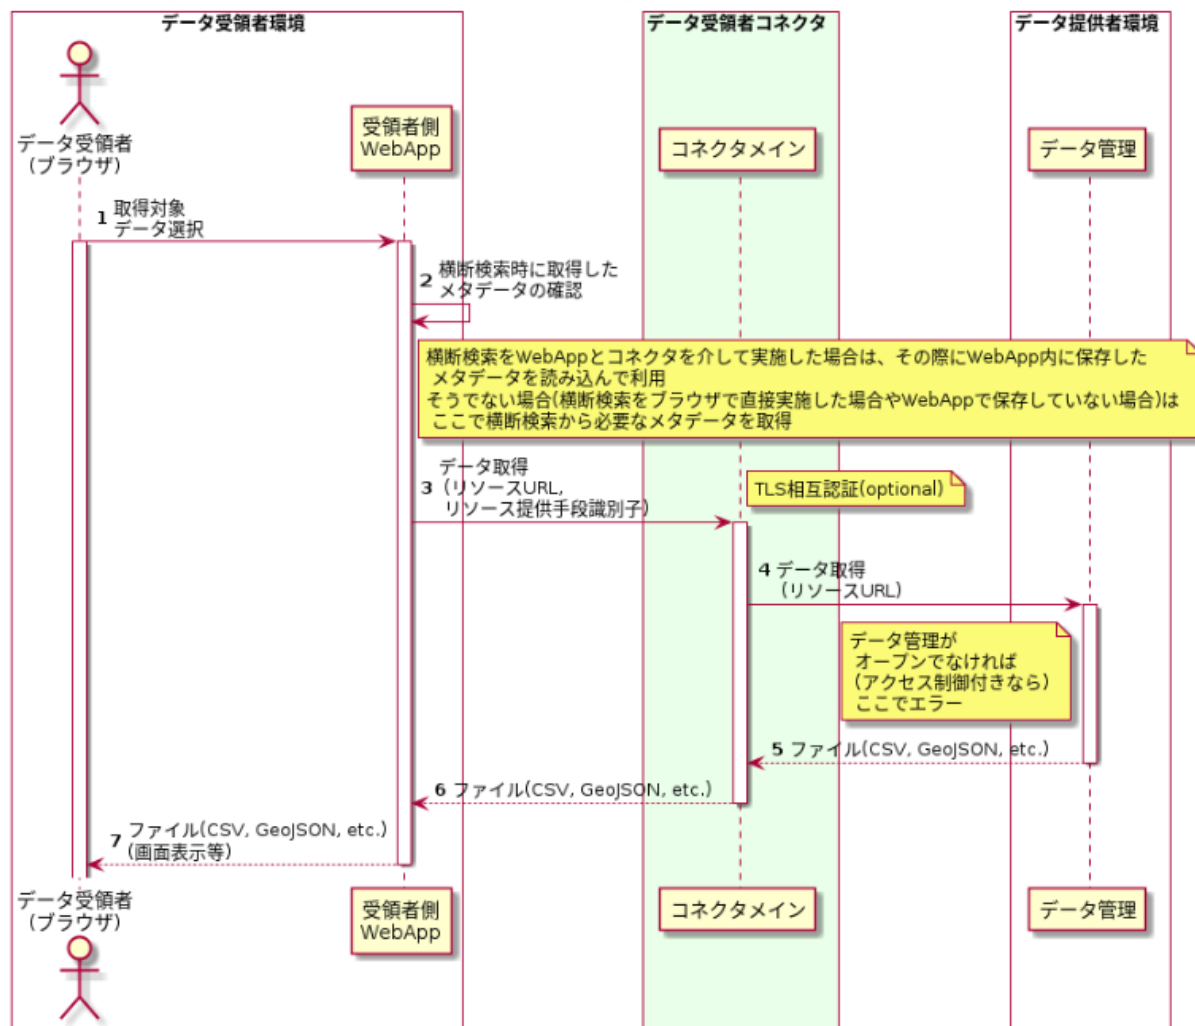 データ受領者環境
データ受領者コネクタ
データ提供者環境
データ受領者
(ブラウザ)
受領者側
WebApp
コネクタメイン
データ管理
1 取得対象
データ選択
2 横断検索時に取得した
メタデータの確認
横断検索をWebAppとコネクタを介して実施した場合は、その際にWebApp内に保存した
メタデータを読み込んで利用
そうでない場合(横断検索をブラウザで直接実施した場合やWebAppで保存していない場合)は
ここで横断検索から必要なメタデータを取得
データ取得
3 (リソースURL,
リソース提供手段識別子)
TLS相互認証(optional)
4 データ取得
(リソースURL)
データ管理が
オープンでなければ
(アクセス制御付きなら)
ここでエラー
5 ファイル(CSV, GeoJSON, etc.)
6 ファイル(CSV, GeoJSON, etc.)
7 ファイル(CSV, GeoJSON, etc.)
(画面表示等)
データ受領者
(ブラウザ)
受領者側
WebApp
コネクタメイン
データ管理